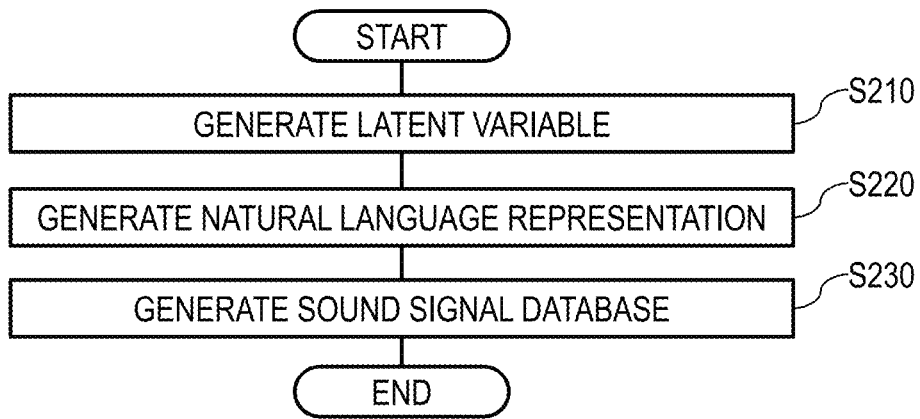 START
S210
GENERATE LATENT VARIABLE
S220
GENERATE NATURAL LANGUAGE REPRESENTATION
S230
GENERATE SOUND SIGNAL DATABASE
END